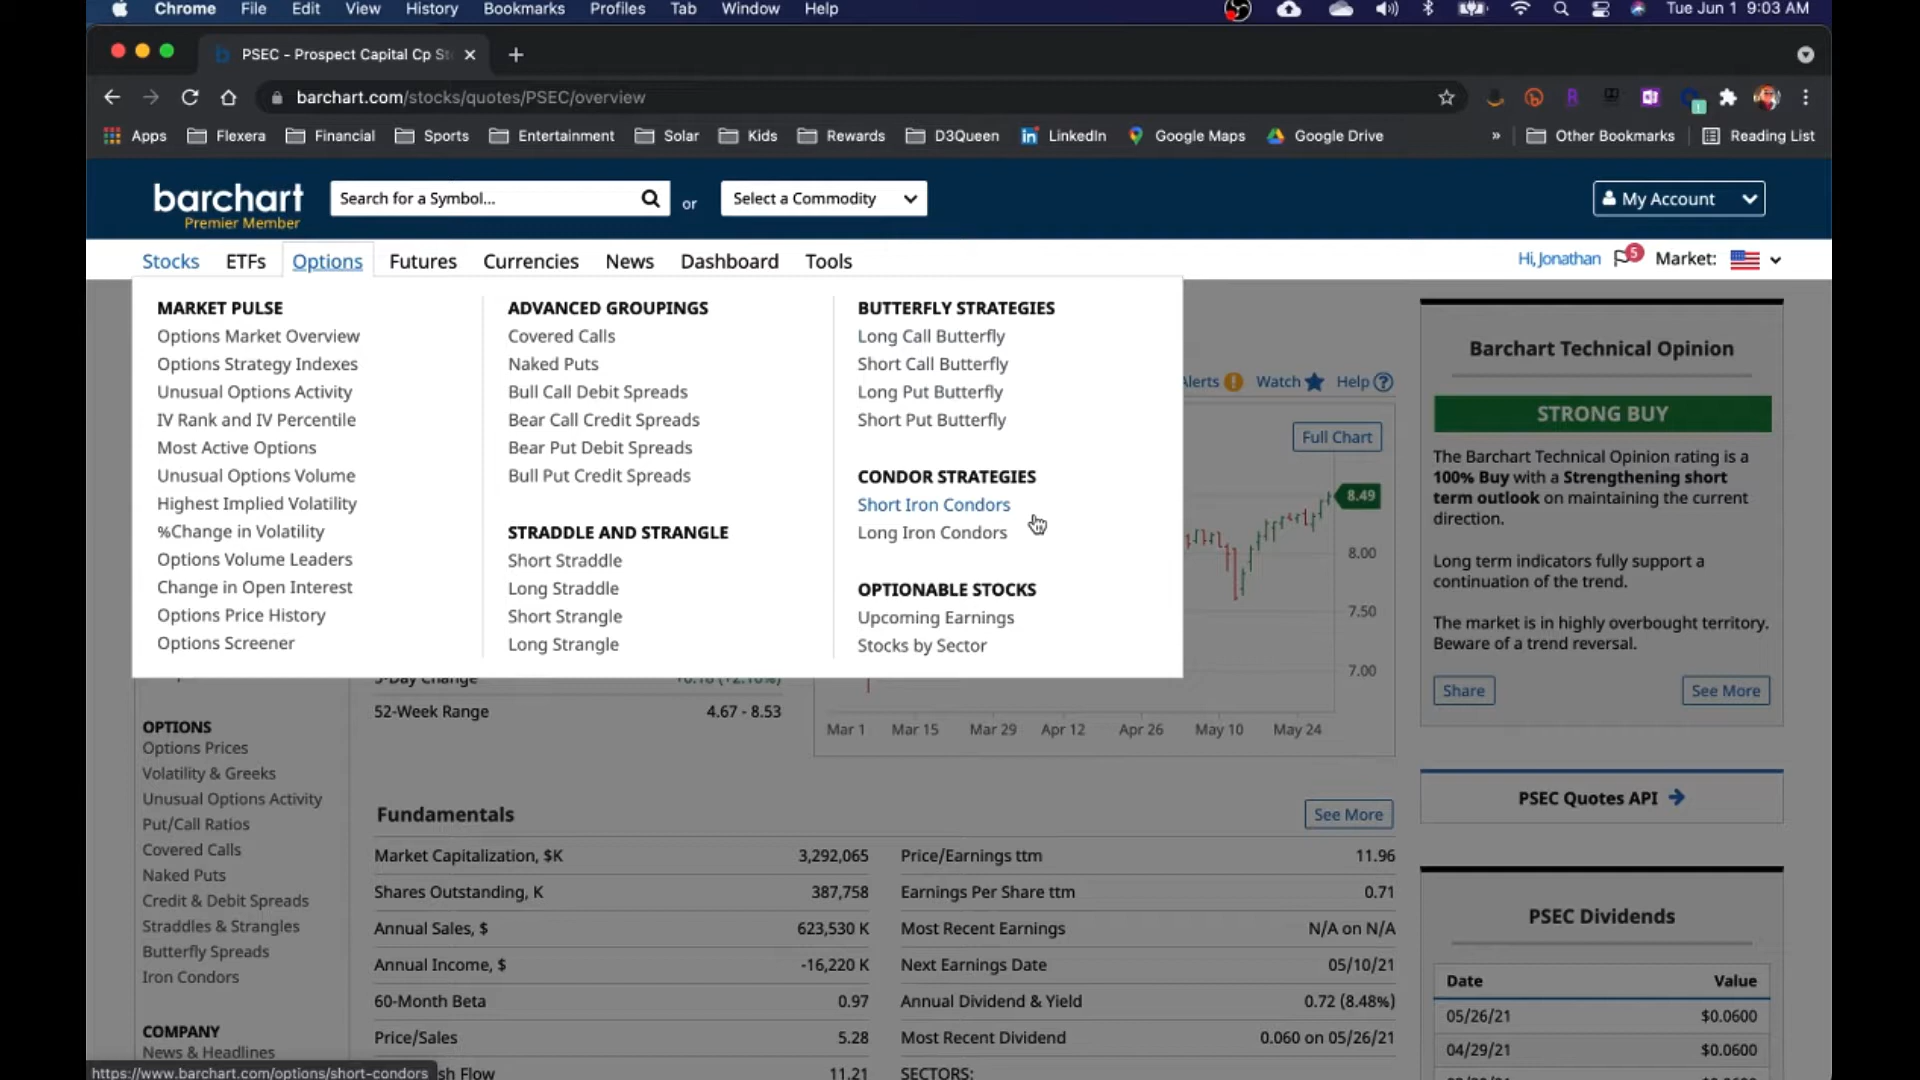 Chrome File Edit View History Bookmarks Profiles Tab Window Help Tue Jun 1 9:03 AM
PSEC - Prospect Capital Cp St
barchart.com/stocks/quotes/PSEC/overview
Apps Flexera Financial Sports Entertainment Solar Kids Rewards D3Queen LinkedIn Google Maps Google Drive » Other Bookmarks Reading List
barchart
Premier Member
Search for a Symbol... or Select a Commodity My Account
Stocks ETFs Options Futures Currencies News Dashboard Tools
Hi, Jonathan 5 Market:
MARKET PULSE
Options Market Overview
Options Strategy Indexes
Unusual Options Activity
IV Rank and IV Percentile
Most Active Options
Unusual Options Volume
Highest Implied Volatility
%Change in Volatility
Options Volume Leaders
Change in Open Interest
Options Price History
Options Screener
ADVANCED GROUPINGS
Covered Calls
Naked Puts
Bull Call Debit Spreads
Bear Call Credit Spreads
Bear Put Debit Spreads
Bull Put Credit Spreads
STRADDLE AND STRANGLE
Short Straddle
Long Straddle
Short Strangle
Long Strangle
BUTTERFLY STRATEGIES
Long Call Butterfly
Short Call Butterfly
Long Put Butterfly
Short Put Butterfly
CONDOR STRATEGIES
Short Iron Condors
Long Iron Condors
OPTIONABLE STOCKS
Upcoming Earnings
Stocks by Sector
Alerts Watch Help
Full Chart
8.49
8.00
7.50
7.00
Mar 1 Mar 15 Mar 29 Apr 12 Apr 26 May 10 May 24
5-Day Change
52-Week Range 4.67 - 8.53
OPTIONS
Options Prices
Volatility & Greeks
Unusual Options Activity
Put/Call Ratios
Covered Calls
Naked Puts
Credit & Debit Spreads
Straddles & Strangles
Butterfly Spreads
Iron Condors
COMPANY
News & Headlines
Fundamentals See More
Market Capitalization, $K 3,292,065
Shares Outstanding, K 387,758
Annual Sales, $ 623,530 K
Annual Income, $ -16,220 K
60-Month Beta 0.97
Price/Sales 5.28
sh Flow 11.21
Price/Earnings ttm 11.96
Earnings Per Share ttm 0.71
Most Recent Earnings N/A on N/A
Next Earnings Date 05/10/21
Annual Dividend & Yield 0.72 (8.48%)
Most Recent Dividend 0.060 on 05/26/21
SECTORS:
Barchart Technical Opinion
STRONG BUY
The Barchart Technical Opinion rating is a
100% Buy with a Strengthening short
term outlook on maintaining the current
direction.
Long term indicators fully support a
continuation of the trend.
The market is in highly overbought territory.
Beware of a trend reversal.
Share See More
PSEC Quotes API
PSEC Dividends
Date Value
05/26/21 $0.0600
04/29/21 $0.0600
https://www.barchart.com/options/short-condors